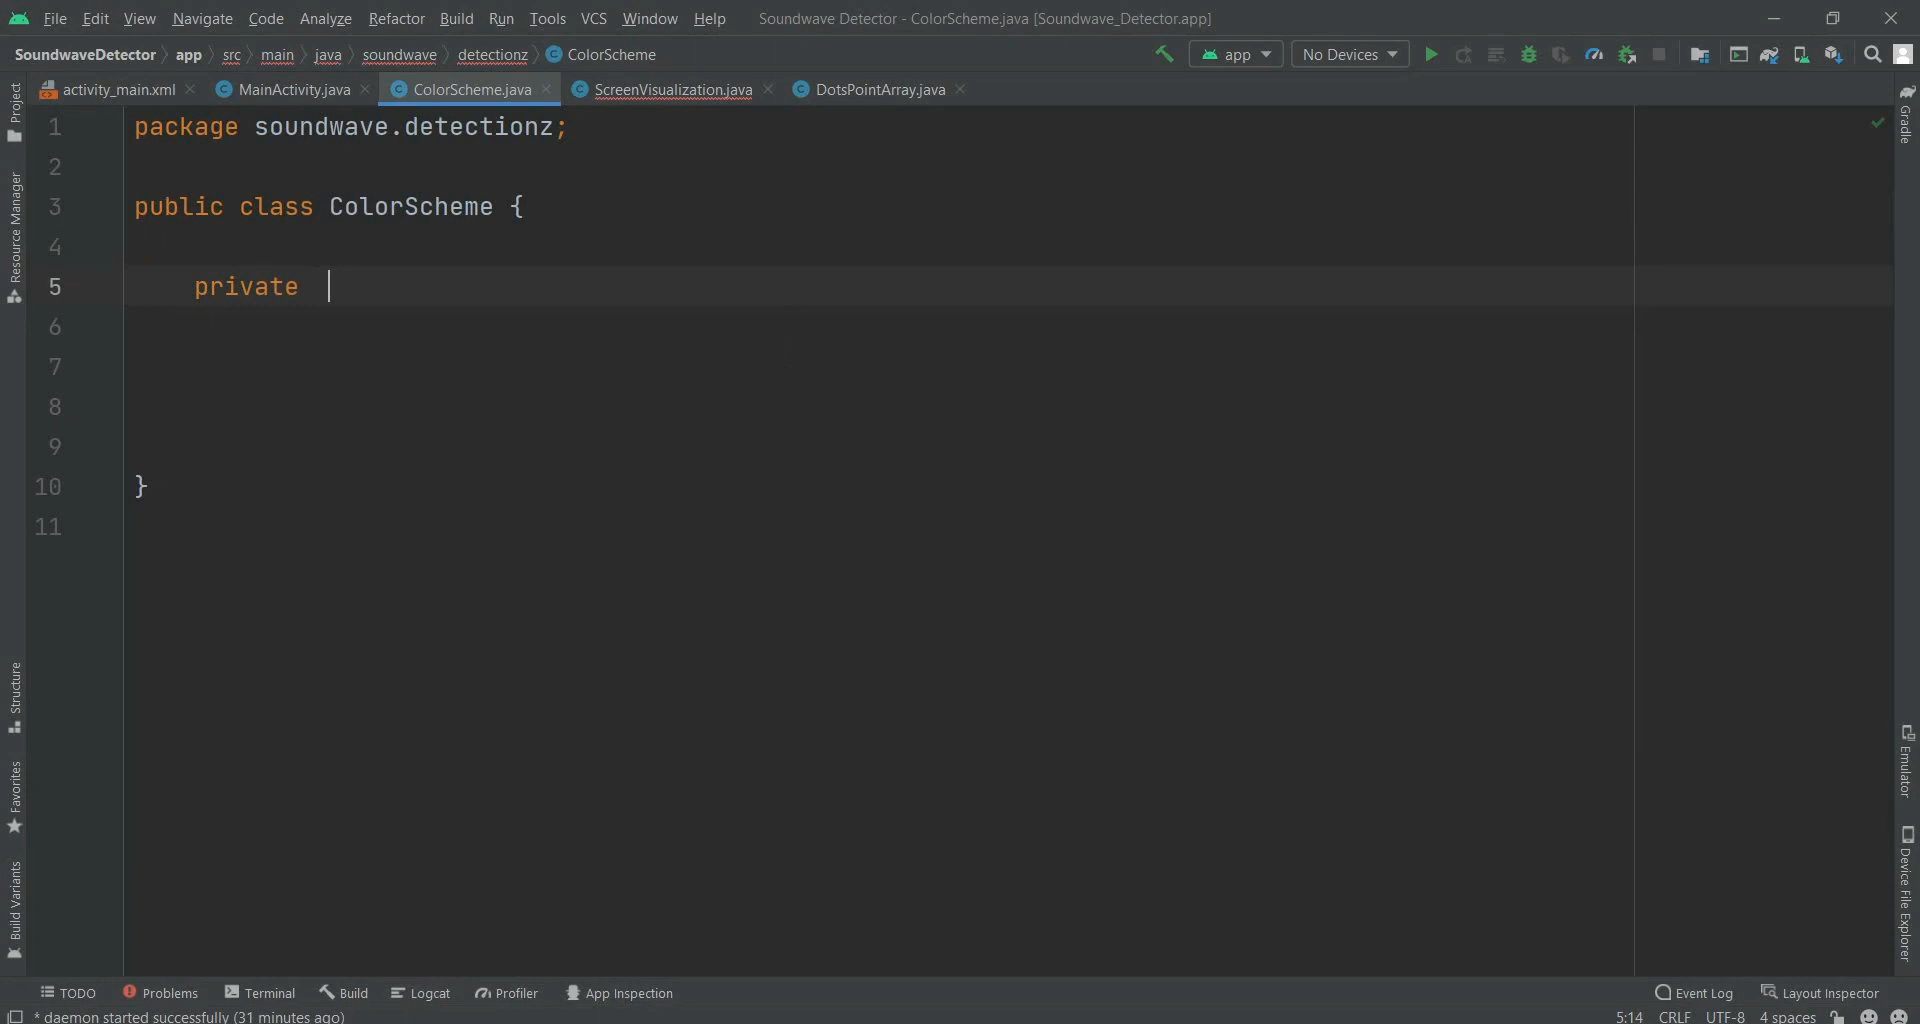 File Edit View Navigate Code Analyze Refactor Build Run Tools VCS Window Help Soundwave Detector - ColorScheme.java [Soundwave_Detector.app]
SoundwaveDetector app src main java soundwave detectionz ColorScheme app No Devices
activity_main.xml MainActivity.java ColorScheme.java ScreenVisualization.java DotsPointArray.java
Project
Resource Manager
Structure
Favorites
Build Variants
1 package soundwave.detectionz;
2
3 public class ColorScheme {
4
5 private
6
7
8
9
10 }
11
Gradle
Emulator
Device File Explorer
TODO Problems Terminal Build Logcat Profiler App Inspection Event Log Layout Inspector
* daemon started successfully (31 minutes ago) 5:14 CRLF UTF-8 4 spaces